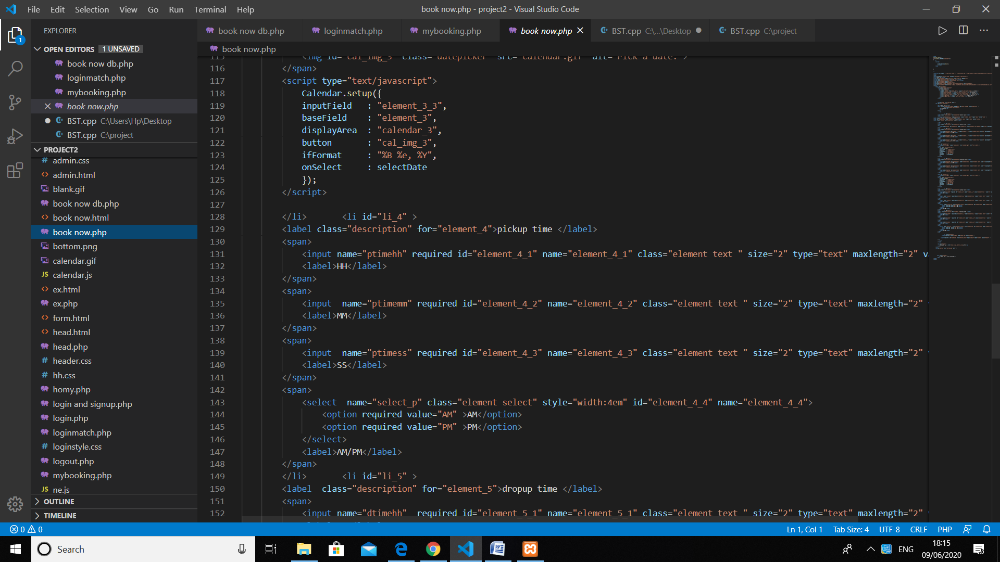 File Edit Selection View Go Run Terminal Help
book now.php - project2 - Visual Studio Code
EXPLORER
OPEN EDITORS 1 UNSAVED
book now db.php
loginmatch.php
mybooking.php
book now.php
BST.cpp C:\Users\Hp\Desktop
BST.cpp C:\project
PROJECT2
admin.css
admin.html
blank.gif
book now db.php
book now.html
book now.php
bottom.png
calendar.gif
calendar.js
ex.html
ex.php
form.html
head.html
head.php
header.css
hh.css
homy.php
login and signup.php
login.php
loginmatch.php
loginstyle.css
logout.php
mybooking.php
ne.js
OUTLINE
TIMELINE
book now db.php loginmatch.php mybooking.php book now.php BST.cpp C:\...\Desktop BST.cpp C:\project
book now.php
115 <img id="cal_img_3" class="datepicker" src="calendar.gif" alt="Pick a date.">
116 </span>
117 <script type="text/javascript">
118 Calendar.setup({
119 inputField : "element_3_3",
120 baseField : "element_3",
121 displayArea : "calendar_3",
122 button : "cal_img_3",
123 ifFormat : "%B %e, %Y",
124 onSelect : selectDate
125 });
126 </script>
127
128 </li> <li id="li_4" >
129 <label class="description" for="element_4">pickup time </label>
130 <span>
131 <input name="ptimehh" required id="element_4_1" name="element_4_1" class="element text " size="2" type="text" maxlength="2" va
132 <label>HH</label>
133 </span>
134 <span>
135 <input name="ptimemm" required id="element_4_2" name="element_4_2" class="element text " size="2" type="text" maxlength="2"
136 <label>MM</label>
137 </span>
138 <span>
139 <input name="ptimess" required id="element_4_3" name="element_4_3" class="element text " size="2" type="text" maxlength="2"
140 <label>SS</label>
141 </span>
142 <span>
143 <select name="select_p" class="element select" style="width:4em" id="element_4_4" name="element_4_4">
144 <option required value="AM" >AM</option>
145 <option required value="PM" >PM</option>
146 </select>
147 <label>AM/PM</label>
148 </span>
149 </li> <li id="li_5" >
150 <label class="description" for="element_5">dropup time </label>
151 <span>
152 <input name="dtimehh" required id="element_5_1" name="element_5_1" class="element text " size="2" type="text" maxlength="2"
0 0
Ln 1, Col 1 Tab Size: 4 UTF-8 CRLF PHP
1
Search
ENG
18:15
09/06/2020